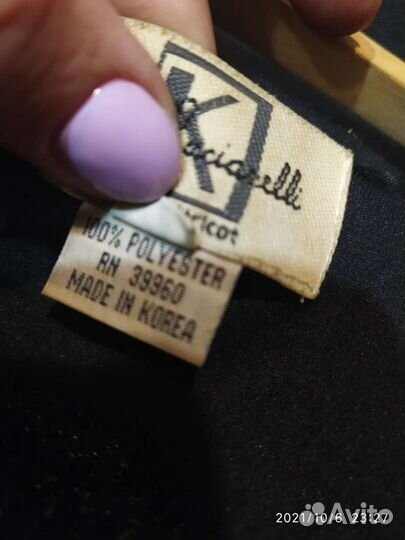 K
100% POLYESTER
RN 39960
MADE IN KOREA
2021/10/6 23:27
Avito